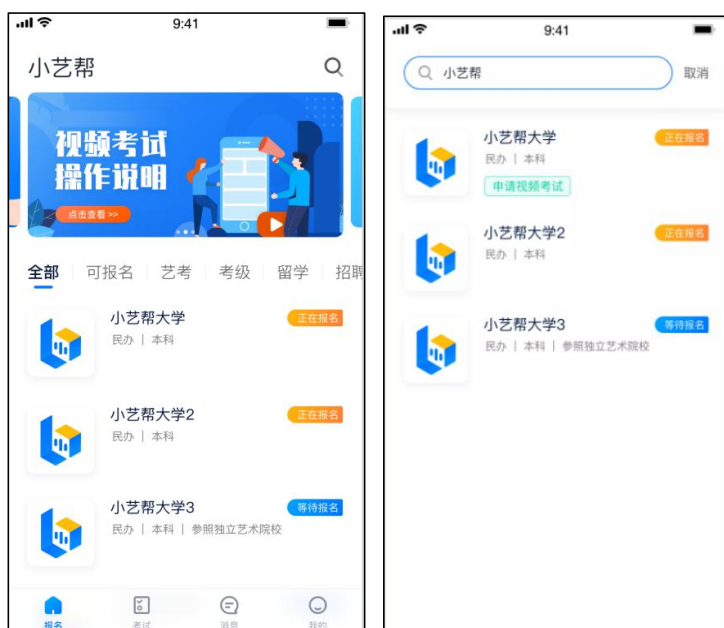 9:41
小艺帮
视频考试
操作说明
点击查看>>
全部 可报名 艺考 考级 留学 招聘
小艺帮大学 正在报名
民办 | 本科
小艺帮大学2 正在报名
民办 | 本科
小艺帮大学3 等待报名
民办 | 本科 | 参照独立艺术院校
报名 考试 消息 我的
9:41
小艺帮 取消
小艺帮大学 正在报名
民办 | 本科
申请视频考试
小艺帮大学2 正在报名
民办 | 本科
小艺帮大学3 等待报名
民办 | 本科 | 参照独立艺术院校